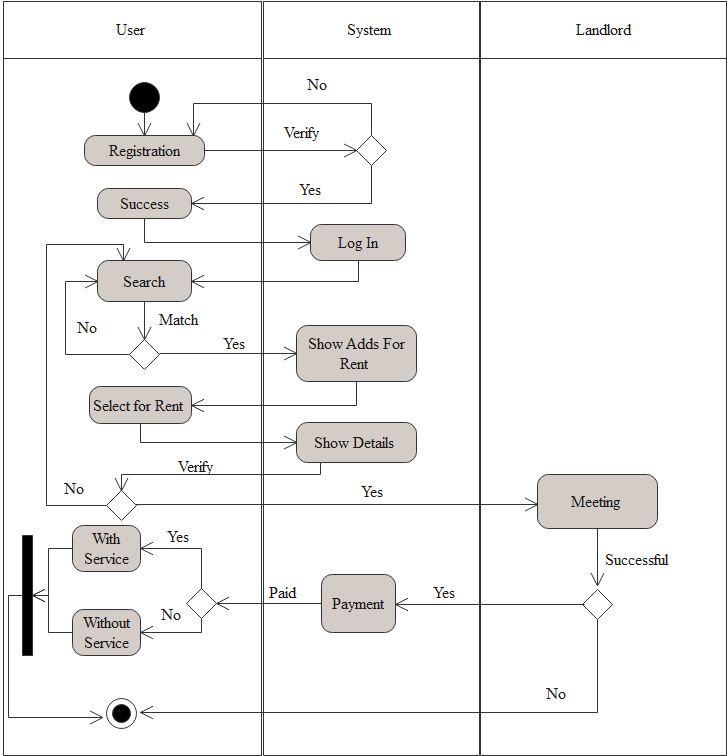 User
System
Landlord
No
Verify
Registration
Yes
Success
Log In
Search
Match
No
Yes
Show Adds For
Rent
Select for Rent
Show Details
Verify
No
Yes
Meeting
With
Service
Yes
Successful
Paid
Payment
Yes
No
Without
Service
No